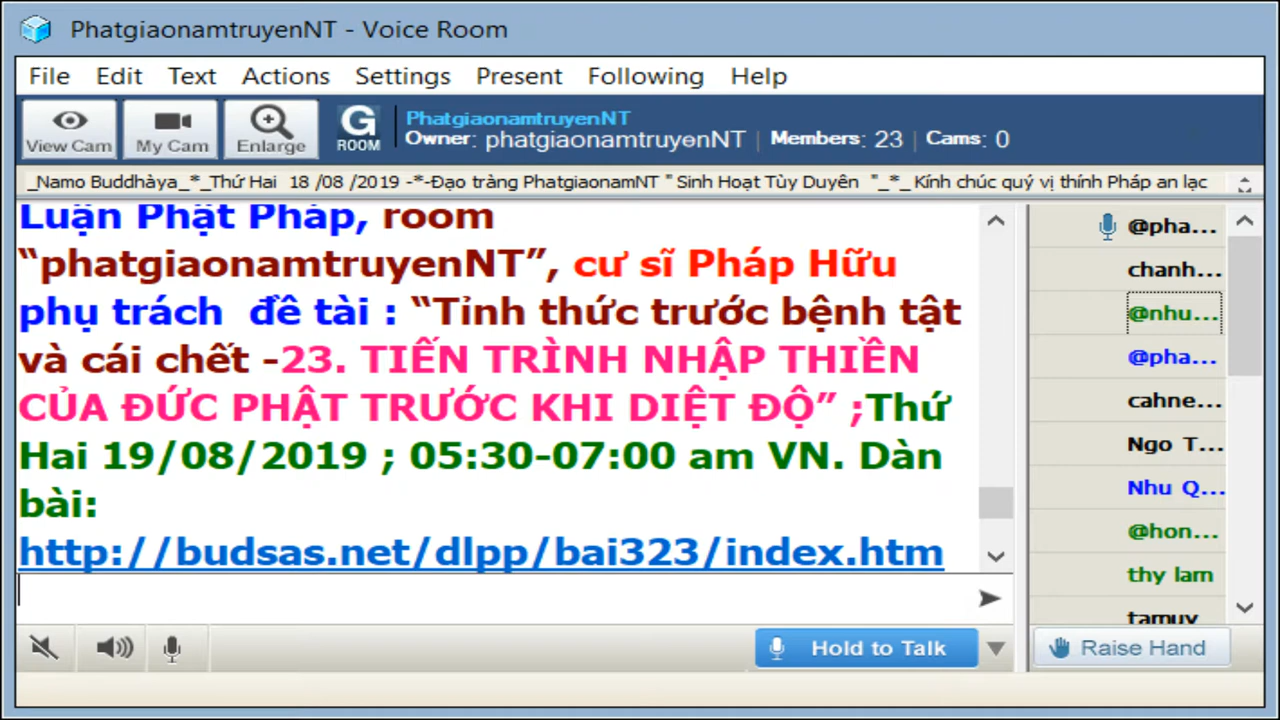 PhatgiaonamtruyenNT - Voice Room
File Edit Text Actions Settings Present Following Help
View Cam My Cam Enlarge G ROOM
PhatgiaonamtruyenNT
Owner: phatgiaonamtruyenNT | Members: 23 | Cams: 0
_Namo Buddhàya_*_Thứ Hai 18 /08 /2019 -*-Đạo tràng PhatgiaonamNT " Sinh Hoạt Tùy Duyên "_*_ Kính chúc quý vị thính Pháp an lạc
Luận Phật Pháp, room
“phatgiaonamtruyenNT”, cư sĩ Pháp Hữu
phụ trách đề tài : “Tỉnh thức trước bệnh tật
và cái chết -23. TIẾN TRÌNH NHẬP THIỀN
CỦA ĐỨC PHẬT TRƯỚC KHI DIỆT ĐỘ” ;Thứ
Hai 19/08/2019 ; 05:30-07:00 am VN. Dàn
bài:
http://budsas.net/dlpp/bai323/index.htm
@pha...
chanh...
@nhu...
@pha...
cahne...
Ngo T...
Nhu Q...
@hon...
thy lam
tamuy
Hold to Talk
Raise Hand